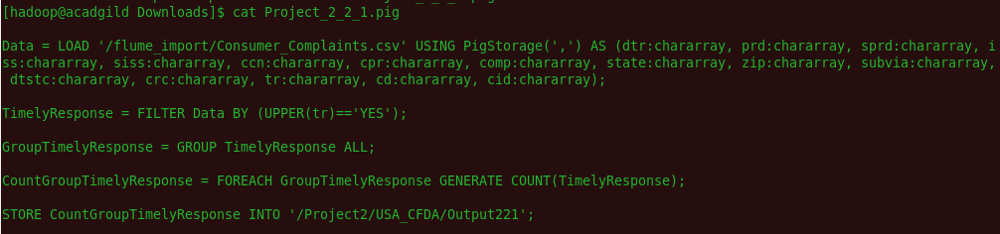 [hadoop@acadgild Downloads]$ cat Project_2_2_1.pig
Data = LOAD '/flume_import/Consumer_Complaints.csv' USING PigStorage(',') AS (dtr:chararray, prd:chararray, sprd:chararray, i
ss:chararray, siss:chararray, ccn:chararray, cpr:chararray, comp:chararray, state:chararray, zip:chararray, subvia:chararray,
 dtstc:chararray, crc:chararray, tr:chararray, cd:chararray, cid:chararray);
TimelyResponse = FILTER Data BY (UPPER(tr)=='YES');
GroupTimelyResponse = GROUP TimelyResponse ALL;
CountGroupTimelyResponse = FOREACH GroupTimelyResponse GENERATE COUNT(TimelyResponse);
STORE CountGroupTimelyResponse INTO '/Project2/USA_CFDA/Output221';